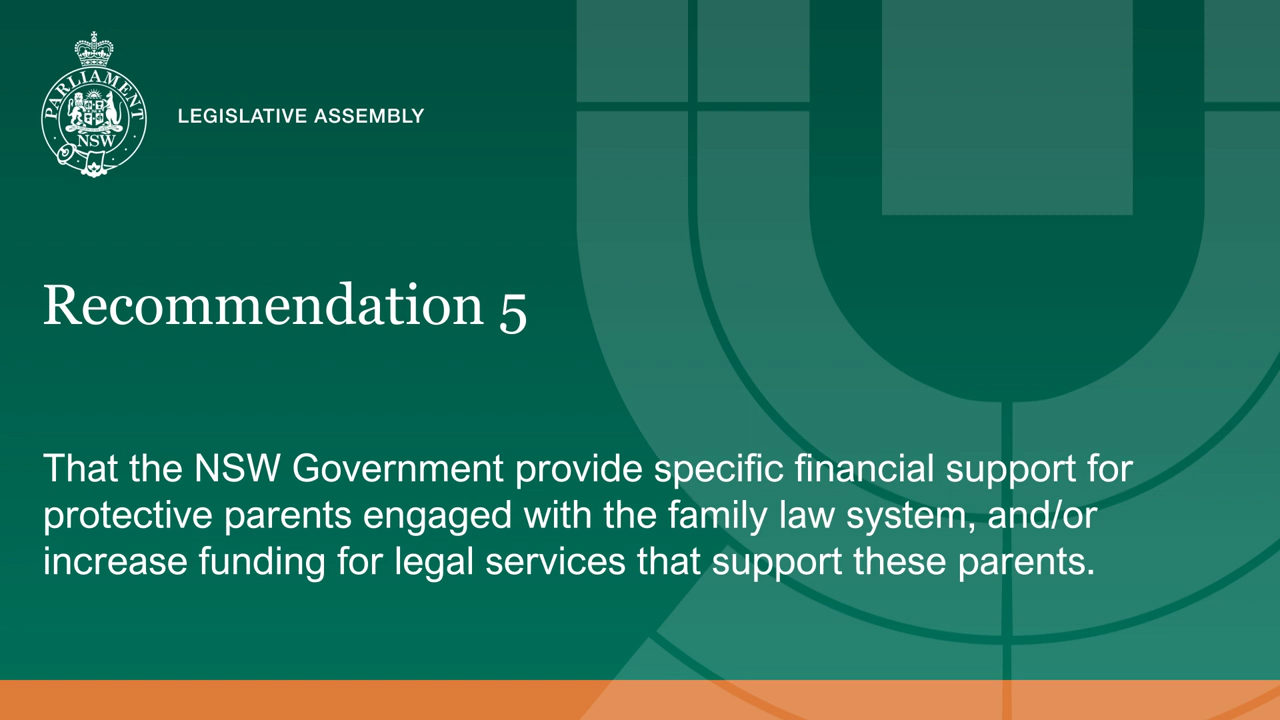 PARLIAMENT
NSW
LEGISLATIVE ASSEMBLY
Recommendation 5
That the NSW Government provide specific financial support for
protective parents engaged with the family law system, and/or
increase funding for legal services that support these parents.